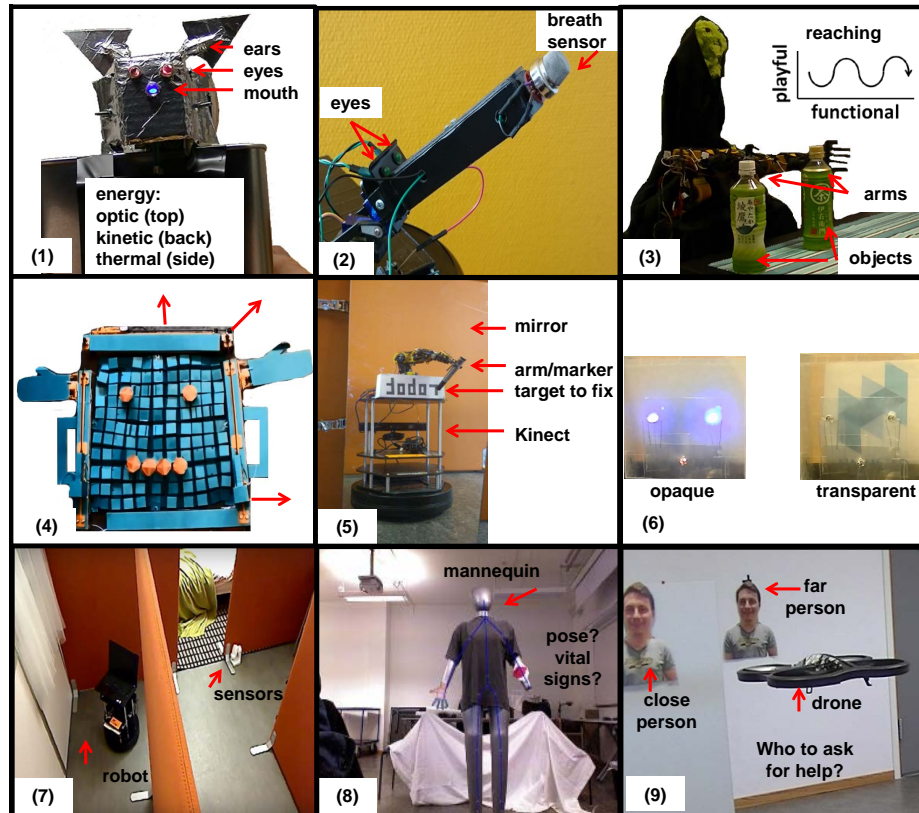 ears
eyes
mouth
energy:
optic (top)
kinetic (back)
thermal (side)
(1)
breath
sensor
eyes
(2)
reaching
playful
functional
綾鷹
arms
objects
(3)
(4)
mirror
arm/marker
target to fix
Kinect
(5)
opaque
transparent
(6)
sensors
robot
(7)
mannequin
pose?
vital
signs?
(8)
far
person
close
person
drone
Who to ask
for help?
(9)